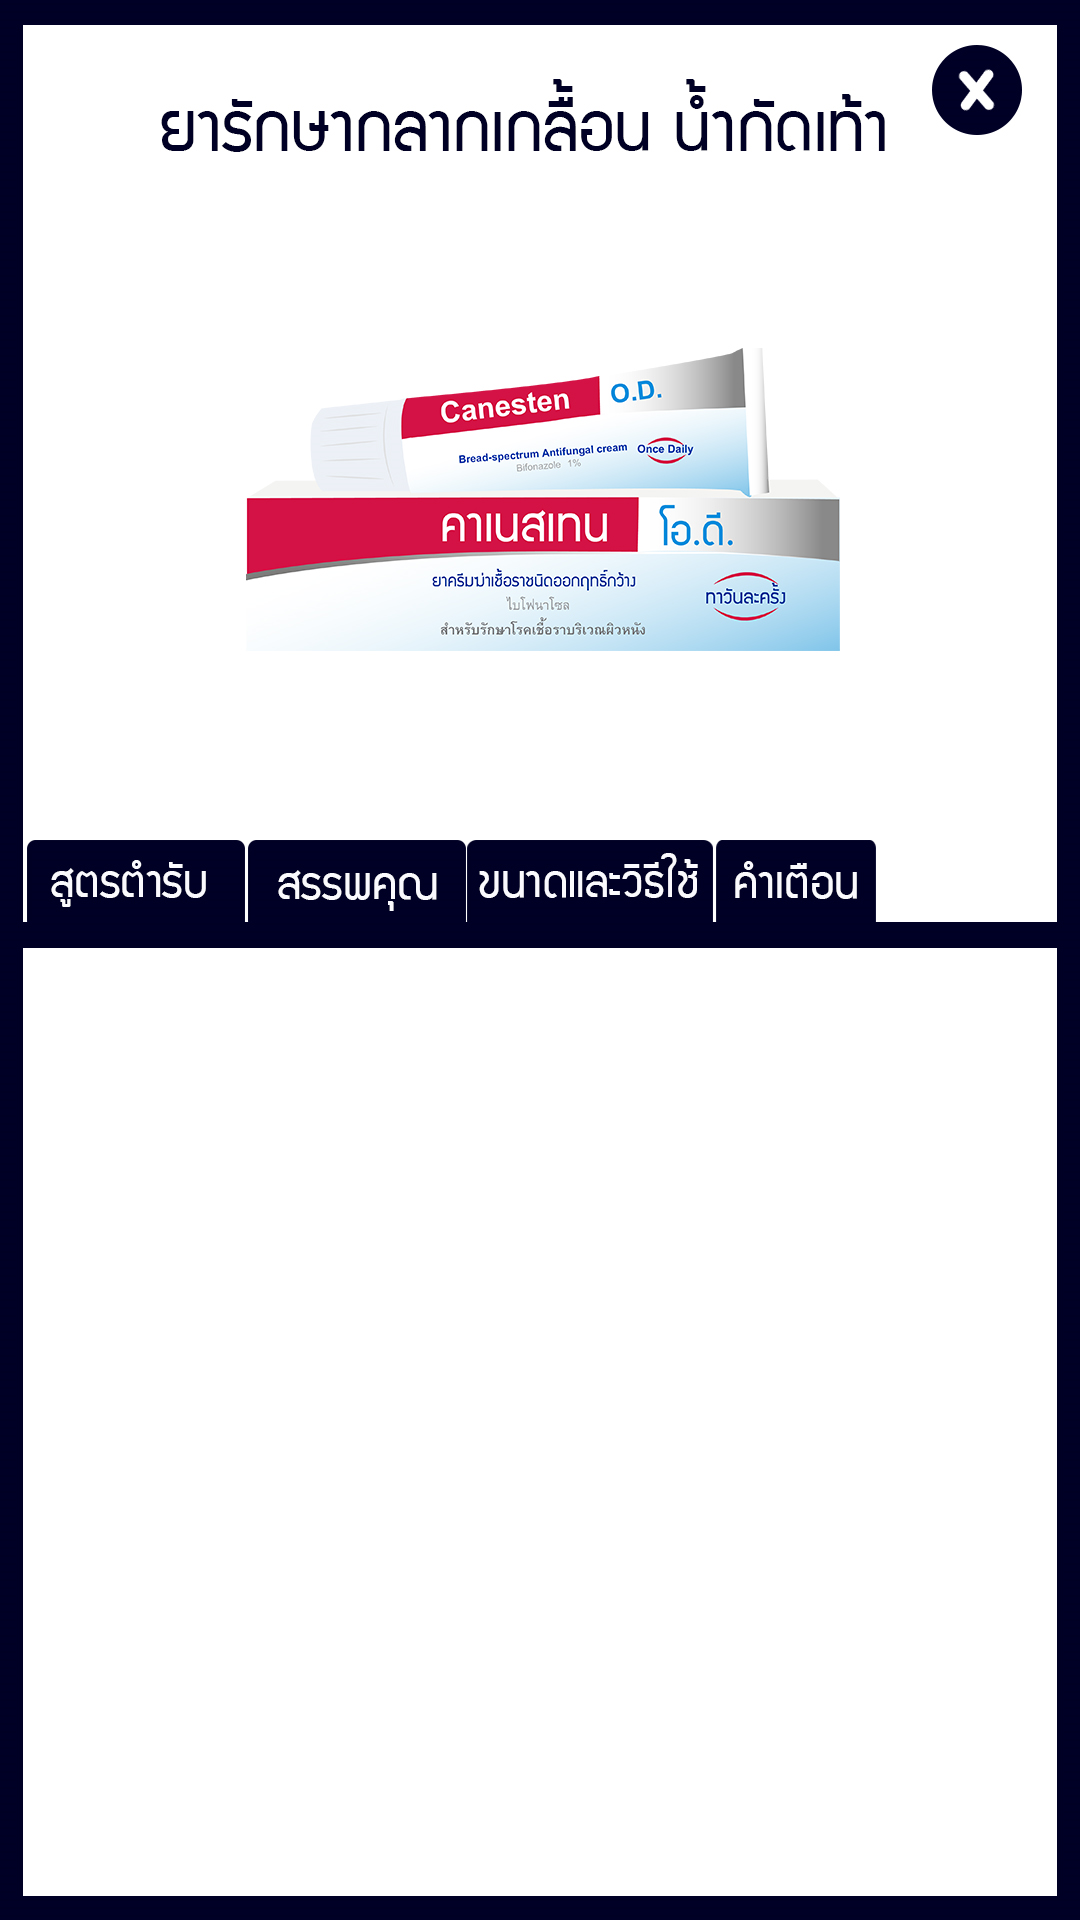 ยารักษากลากเกลื้อน น้ำกัดเท้า
X
Canesten O.D.
Bread-spectrum Antifungal cream Once Daily
Bifonazole 1%
คาเนสเทน โอ.ดี.
ยาครีมฆ่าเชื้อราชนิดออกฤทธิ์กว้าง
ทาวันละครั้ง
ไบโฟนาโซล
สำหรับรักษาโรคเชื้อราบริเวณผิวหนัง
สูตรตำรับ สรรพคุณ ขนาดและวิธีใช้ คำเตือน